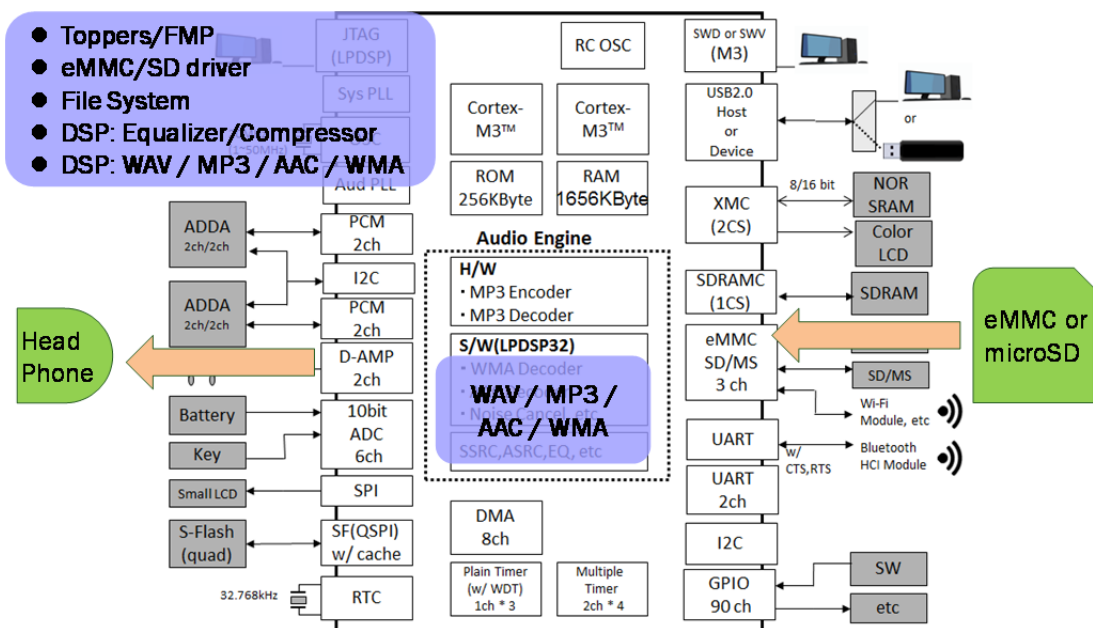 ● Toppers/FMP
● eMMC/SD driver
● File System
● DSP: Equalizer/Compressor
● DSP: WAV / MP3 / AAC / WMA
JTAG
(LPDSP)
Sys PLL
OSC
(1~50MHz)
Aud PLL
RC OSC
SWD or SWV
(M3)
Cortex-
M3™
Cortex-
M3™
USB2.0
Host
or
Device
or
ROM
256KByte
RAM
1656KByte
XMC
(2CS)
8/16 bit
NOR
SRAM
Color
LCD
ADDA
2ch/2ch
PCM
2ch
I2C
ADDA
2ch/2ch
PCM
2ch
Audio Engine
H/W
・MP3 Encoder
・MP3 Decoder
S/W(LPDSP32)
・WMA Decoder
・Noise Cancel, etc
SSRC,ASRC,EQ, etc
WAV / MP3 /
AAC / WMA
SDRAMC
(1CS)
SDRAM
eMMC
SD/MS
3 ch
SD/MS
eMMC or
microSD
Wi-Fi
Module, etc
Head
Phone
D-AMP
2ch
Battery
Key
10bit
ADC
6ch
UART
w/
CTS,RTS
Bluetooth
HCI Module
UART
2ch
Small LCD
SPI
S-Flash
(quad)
SF(QSPI)
w/ cache
DMA
8ch
I2C
32.768kHz
RTC
Plain Timer
(w/ WDT)
1ch * 3
Multiple
Timer
2ch * 4
GPIO
90 ch
SW
etc